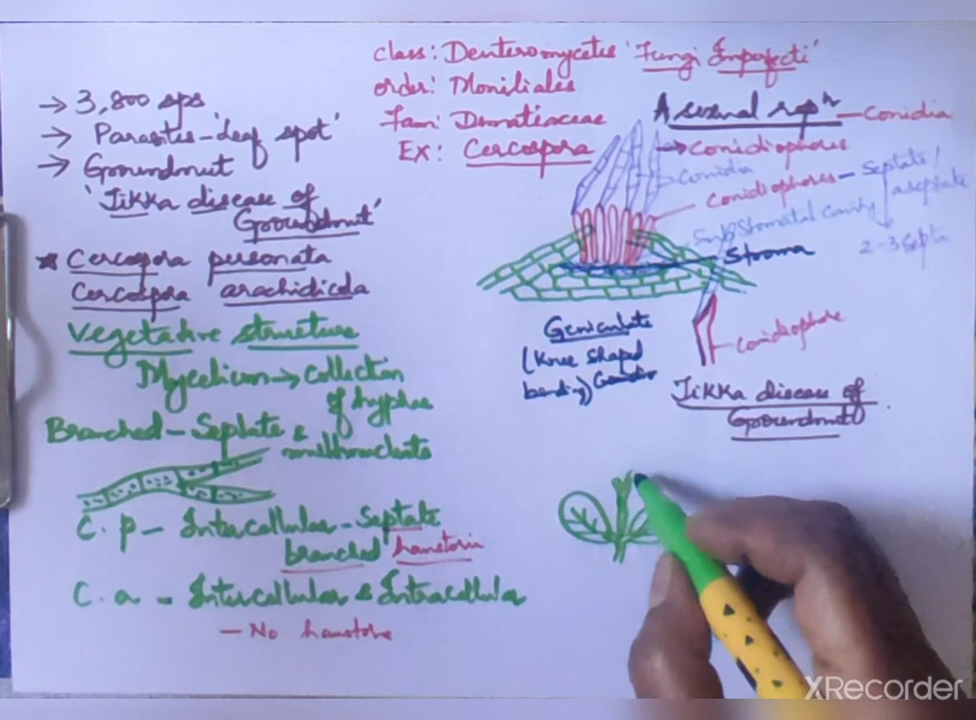 class: Deuteromycetes 'Fungi Imperfecti'
order: Moniliales
Fam: Dematiaceae
Ex: Cercospora
→ 3,800 sps
→ Parasites - 'Leaf spot'
→ Groundnut
'Tikka disease of
Groundnut'
* Cercospora personata
Cercospora arachidicola
Vegetative structure
Mycelium → collection
of hyphae
Branched - Septate &
multinucleate
C. p - Intercellular - Septate
branched haustoria
C. a - Intercellular & Intracellular
- No haustoria
Asexual repn - Conidia
→ Conidiophores
Conidia
Conidiophores - Septate /
aseptate
2-3 Septa
SubStomatal cavity
Stroma
Geniculate
(Knee shaped
bending)
Conidiophore
Tikka disease of
Groundnut
XRecorder